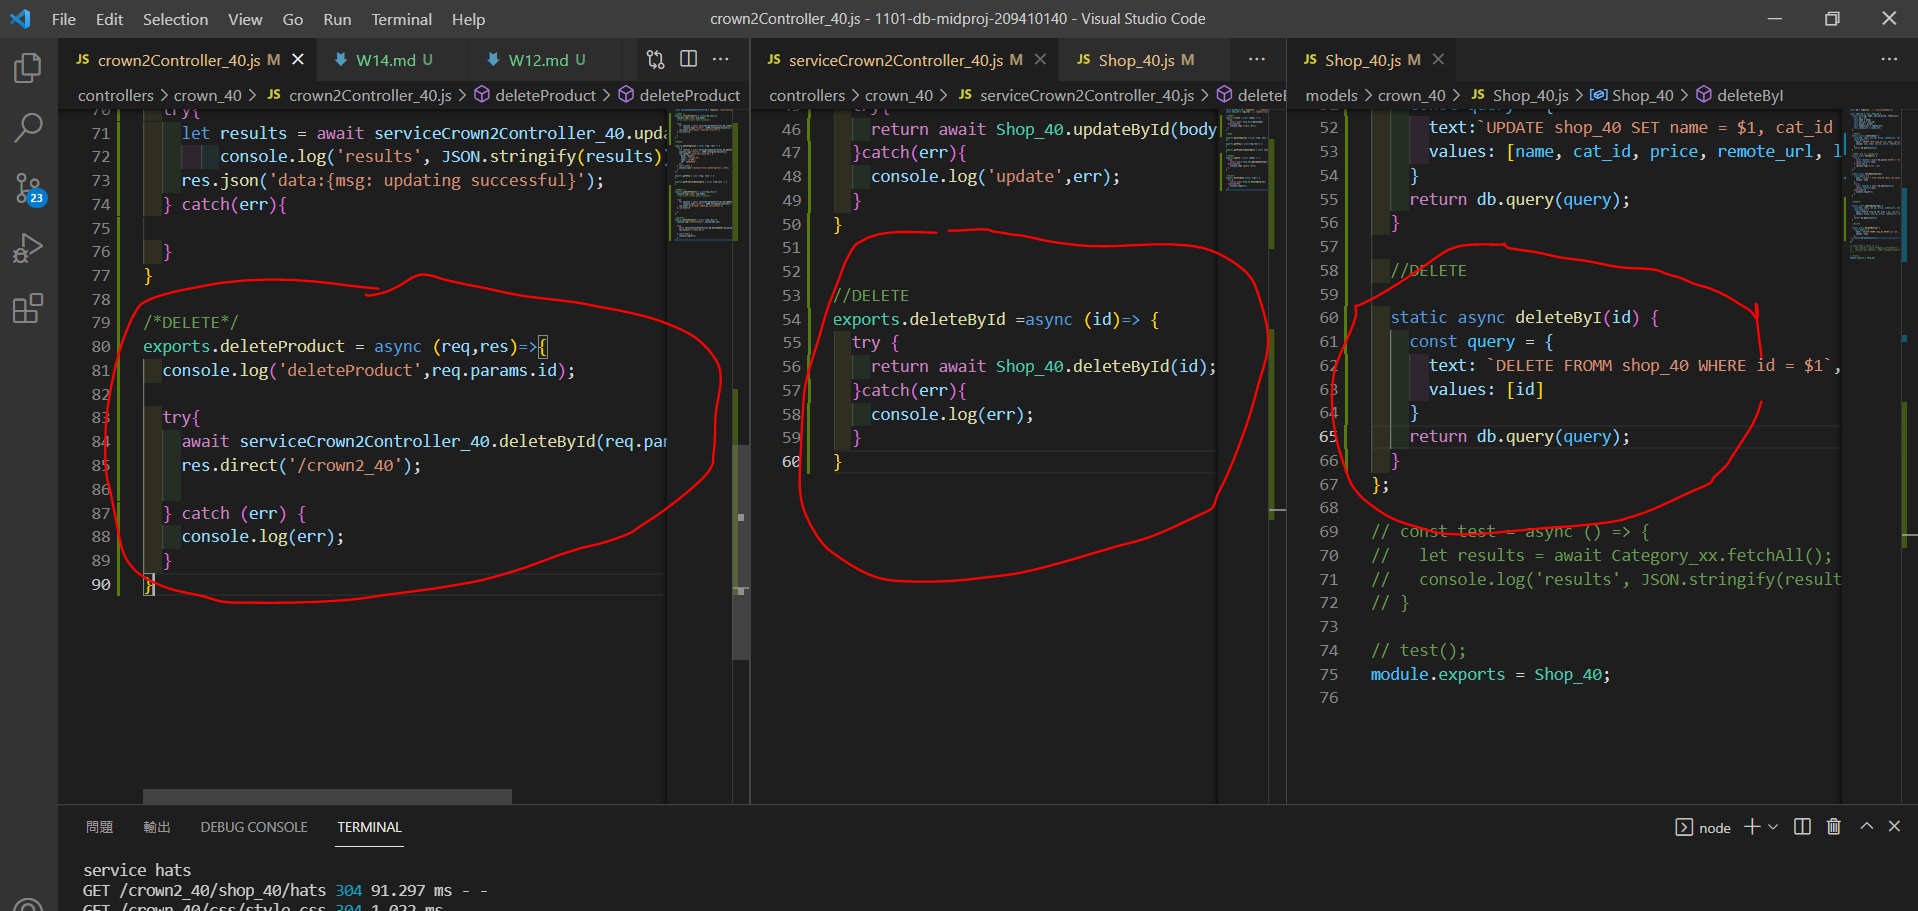 File Edit Selection View Go Run Terminal Help
crown2Controller_40.js - 1101-db-midproj-209410140 - Visual Studio Code
JS crown2Controller_40.js M
W14.md U
W12.md U
controllers > crown_40 > JS crown2Controller_40.js > deleteProduct > deleteProduct
70 try{
71 let results = await serviceCrown2Controller_40.upda
72 console.log('results', JSON.stringify(results))
73 res.json('data:{msg: updating successful}');
74 } catch(err){
75
76 }
77 }
78
79 /*DELETE*/
80 exports.deleteProduct = async (req,res)=>{
81 console.log('deleteProduct',req.params.id);
82
83 try{
84 await serviceCrown2Controller_40.deleteById(req.par
85 res.direct('/crown2_40');
86
87 } catch (err) {
88 console.log(err);
89 }
90 }
JS serviceCrown2Controller_40.js M
JS Shop_40.js M
controllers > crown_40 > JS serviceCrown2Controller_40.js > delete
46 return await Shop_40.updateById(body
47 }catch(err){
48 console.log('update',err);
49 }
50 }
51
52
53 //DELETE
54 exports.deleteById =async (id)=> {
55 try {
56 return await Shop_40.deleteById(id);
57 }catch(err){
58 console.log(err);
59 }
60 }
JS Shop_40.js M
models > crown_40 > JS Shop_40.js > Shop_40 > deleteByI
52 text:`UPDATE shop_40 SET name = $1, cat_id
53 values: [name, cat_id, price, remote_url, l
54 }
55 return db.query(query);
56 }
57
58 //DELETE
59
60 static async deleteByI(id) {
61 const query = {
62 text: `DELETE FROMM shop_40 WHERE id = $1`,
63 values: [id]
64 }
65 return db.query(query);
66 }
67 };
68
69 // const test = async () => {
70 // let results = await Category_xx.fetchAll();
71 // console.log('results', JSON.stringify(result
72 // }
73
74 // test();
75 module.exports = Shop_40;
76
23
問題 輸出 DEBUG CONSOLE TERMINAL
node
service hats
GET /crown2_40/shop_40/hats 304 91.297 ms - -
GET /crown_40/css/style.css 304 1.022 ms